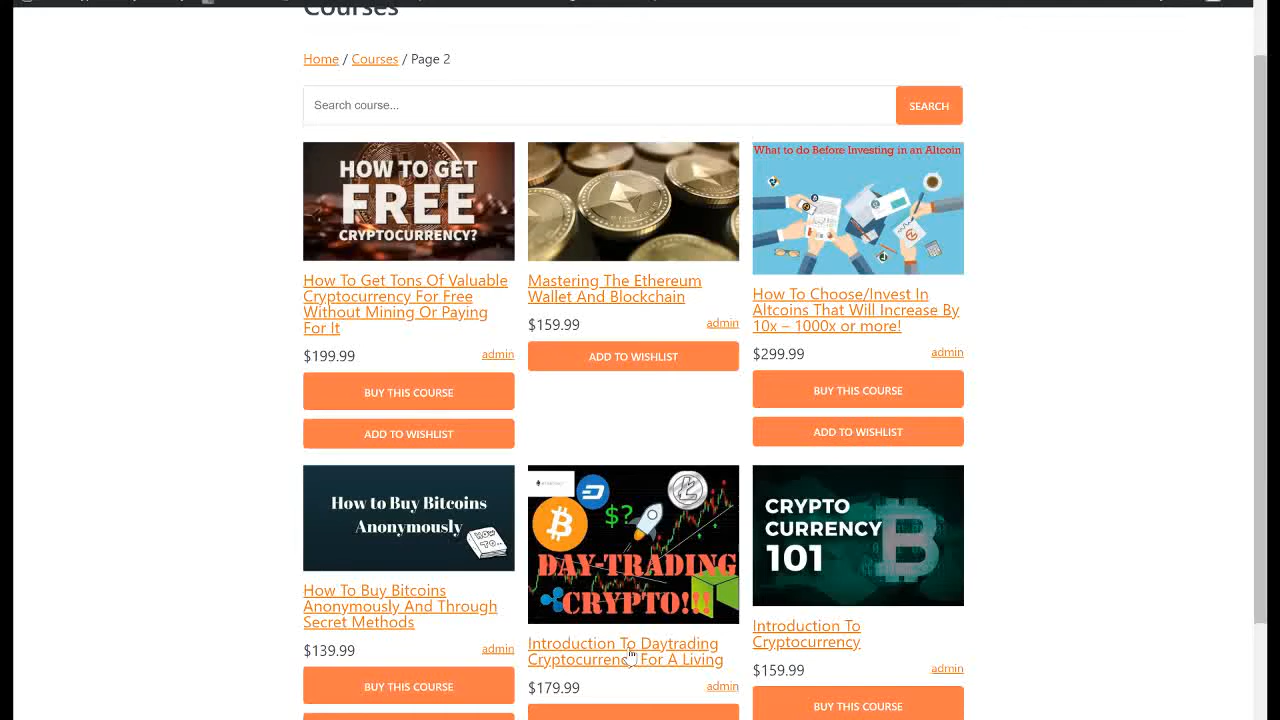 Courses
Home / Courses / Page 2
Search course...
SEARCH
HOW TO GET
FREE
CRYPTOCURRENCY?
What to do Before Investing in an Altcoin
How To Get Tons Of Valuable
Cryptocurrency For Free
Without Mining Or Paying
For It
$199.99
admin
BUY THIS COURSE
ADD TO WISHLIST
Mastering The Ethereum
Wallet And Blockchain
$159.99
admin
ADD TO WISHLIST
How To Choose/Invest In
Altcoins That Will Increase By
10x – 1000x or more!
$299.99
admin
BUY THIS COURSE
ADD TO WISHLIST
How to Buy Bitcoins
Anonymously
HOW TO...
How To Buy Bitcoins
Anonymously And Through
Secret Methods
$139.99
admin
BUY THIS COURSE
$?
DAY-TRADING
CRYPTO!!!
Introduction To Daytrading
Cryptocurrency For A Living
$179.99
admin
CRYPTO
CURRENCY
101
Introduction To
Cryptocurrency
$159.99
admin
BUY THIS COURSE